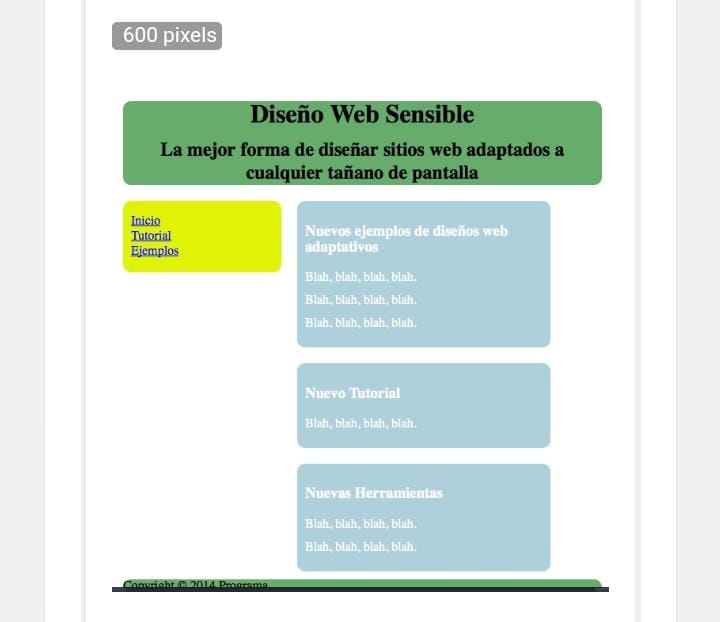 600 pixels
Diseño Web Sensible
La mejor forma de diseñar sitios web adaptados a
cualquier tañano de pantalla
Inicio
Tutorial
Ejemplos
Nuevos ejemplos de diseños web
adaptativos
Blah, blah, blah, blah.
Blah, blah, blah, blah.
Blah, blah, blah, blah.
Nuevo Tutorial
Blah, blah, blah, blah.
Nuevas Herramientas
Blah, blah, blah, blah.
Blah, blah, blah, blah.
Copyright © 2014 Programa